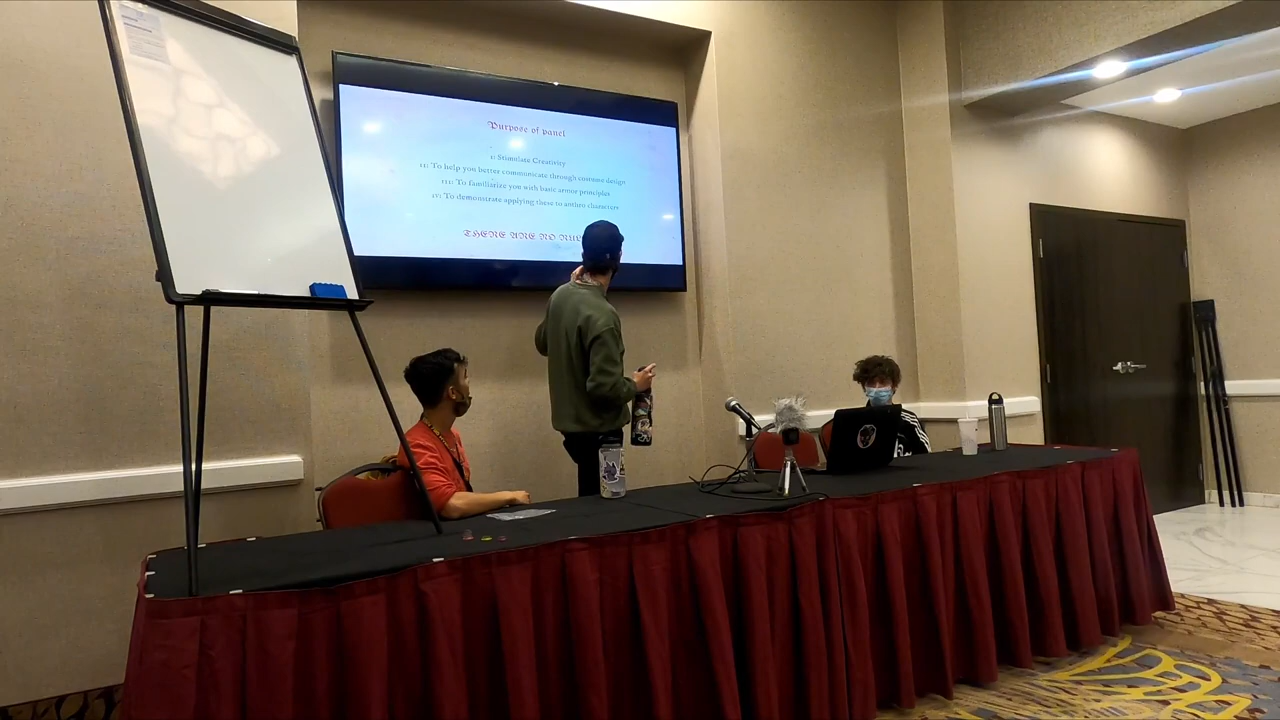 Purpose of panel
I: Stimulate Creativity
II: To help you better communicate through costume design
III: To familiarize you with basic armor principles
IV: To demonstrate applying these to anthro characters
THERE ARE NO